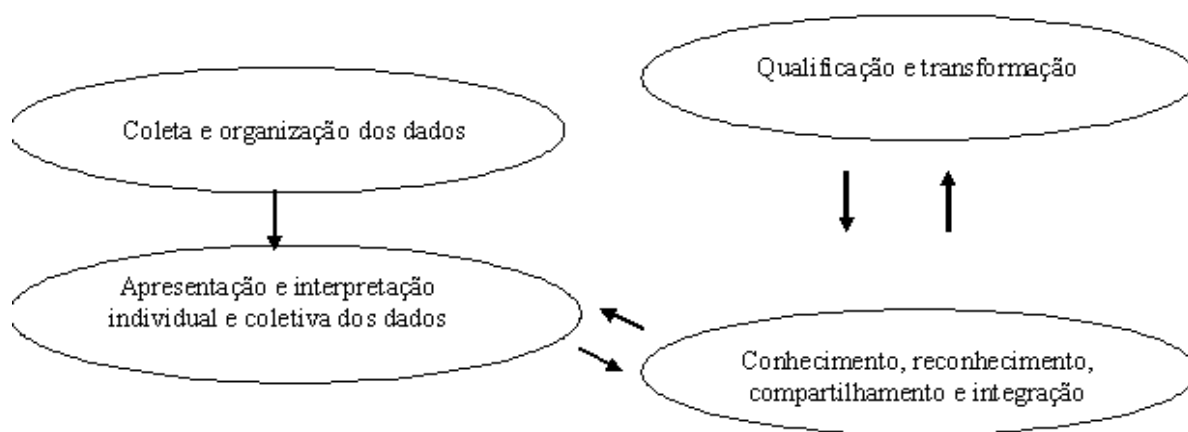 Coleta e organização dos dados
Qualificação e transformação
Apresentação e interpretação
individual e coletiva dos dados
Conhecimento, reconhecimento,
compartilhamento e integração